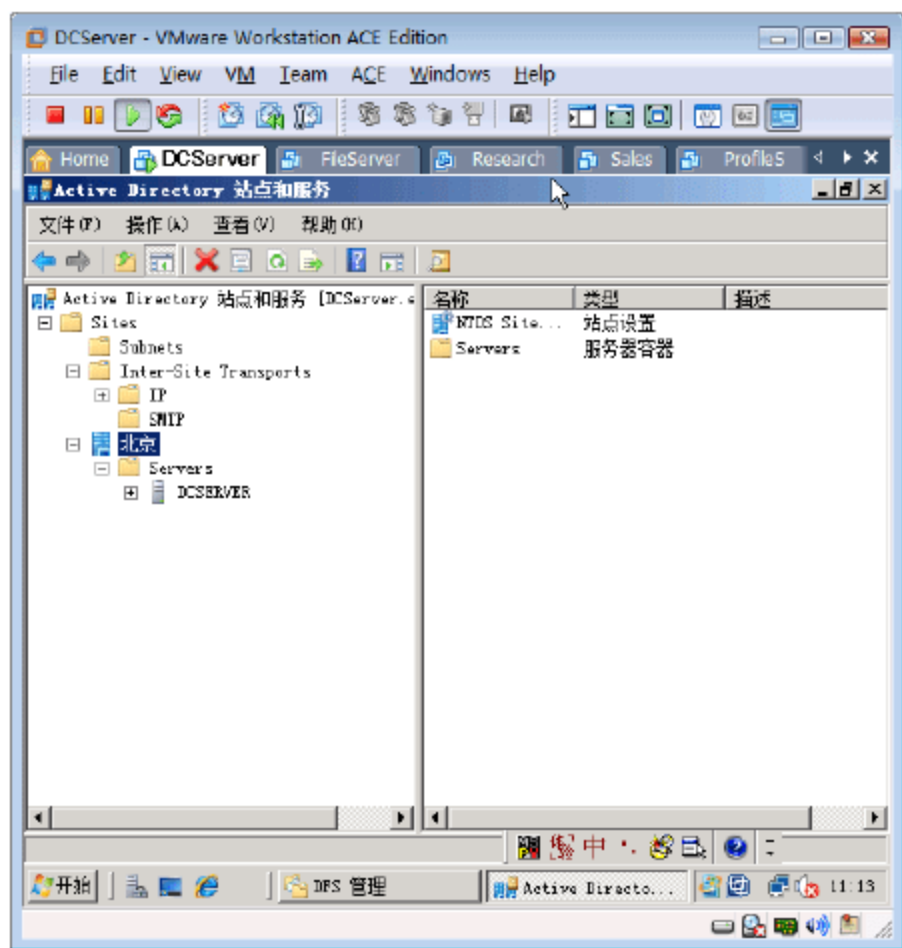 DCServer - VMware Workstation ACE Edition
File Edit View VM Team ACE Windows Help
Home DCServer FileServer Research Sales ProfileS
Active Directory 站点和服务
文件(F) 操作(A) 查看(V) 帮助(H)
Active Directory 站点和服务 [DCServer.e
名称 类型 描述
Sites
NTDS Site... 站点设置
Subnets
Servers 服务器容器
Inter-Site Transports
IP
SMTP
北京
Servers
DCSERVER
中
开始 DFS 管理 Active Directo... 11:13